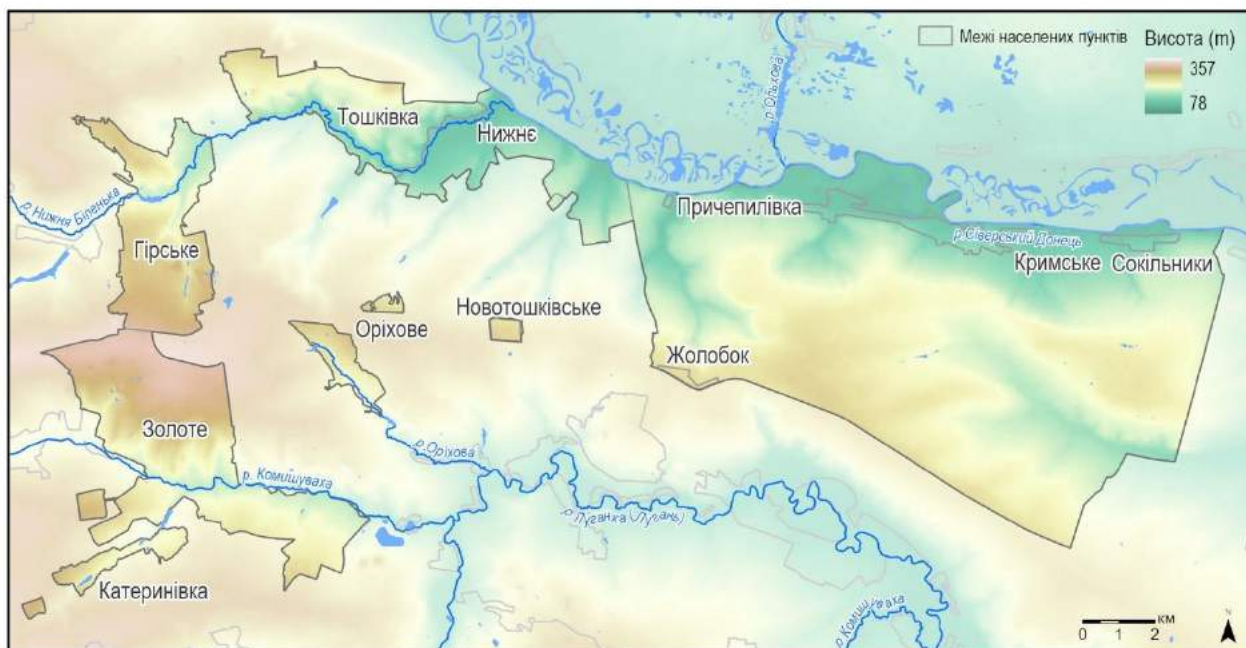 Межі населених пунктів
Висота (m)
357
78
р. Ольхова
Тошківка
Нижнє
р. Нижня Біленька
Причепилівка
р. Сіверський Донець
Гірське
Кримське
Сокільники
Оріхове
Новотошківське
Жолобок
Золоте
р. Оріхова
р. Комишуваха
р. Луганка (Лугань)
Катеринівка
р. Комишуваха
км
0 1 2